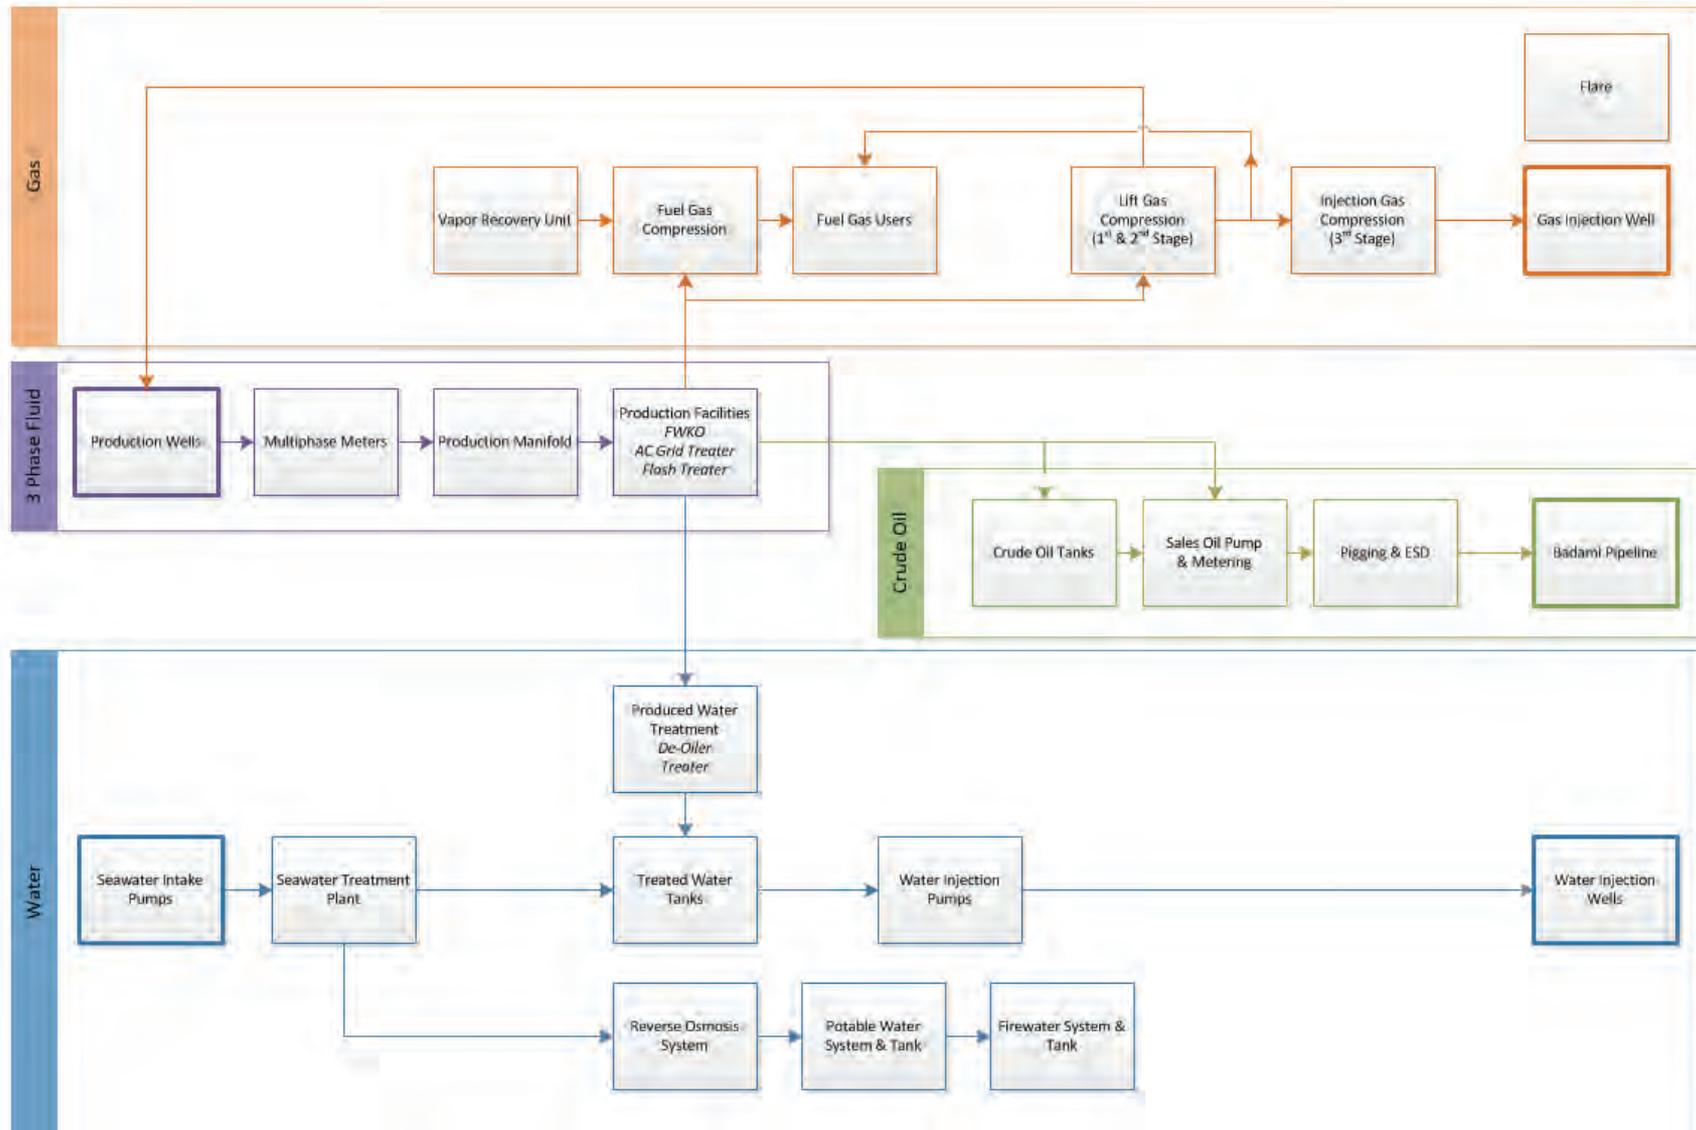 Gas
Flare
Vapor Recovery Unit
Fuel Gas
Compression
Fuel Gas Users
Lift Gas
Compression
(1st & 2nd Stage)
Injection Gas
Compression
(3rd Stage)
Gas Injection Well
3 Phase Fluid
Production Wells
Multiphase Meters
Production Manifold
Production Facilities
FWKO
AC Grid Treater
Flash Treater
Crude Oil
Crude Oil Tanks
Sales Oil Pump
& Metering
Pigging & ESD
Badami Pipeline
Water
Produced Water
Treatment
De-Oiler
Treater
Seawater Intake
Pumps
Seawater Treatment
Plant
Treated Water
Tanks
Water Injection
Pumps
Water Injection
Wells
Reverse Osmosis
System
Potable Water
System & Tank
Firewater System &
Tank